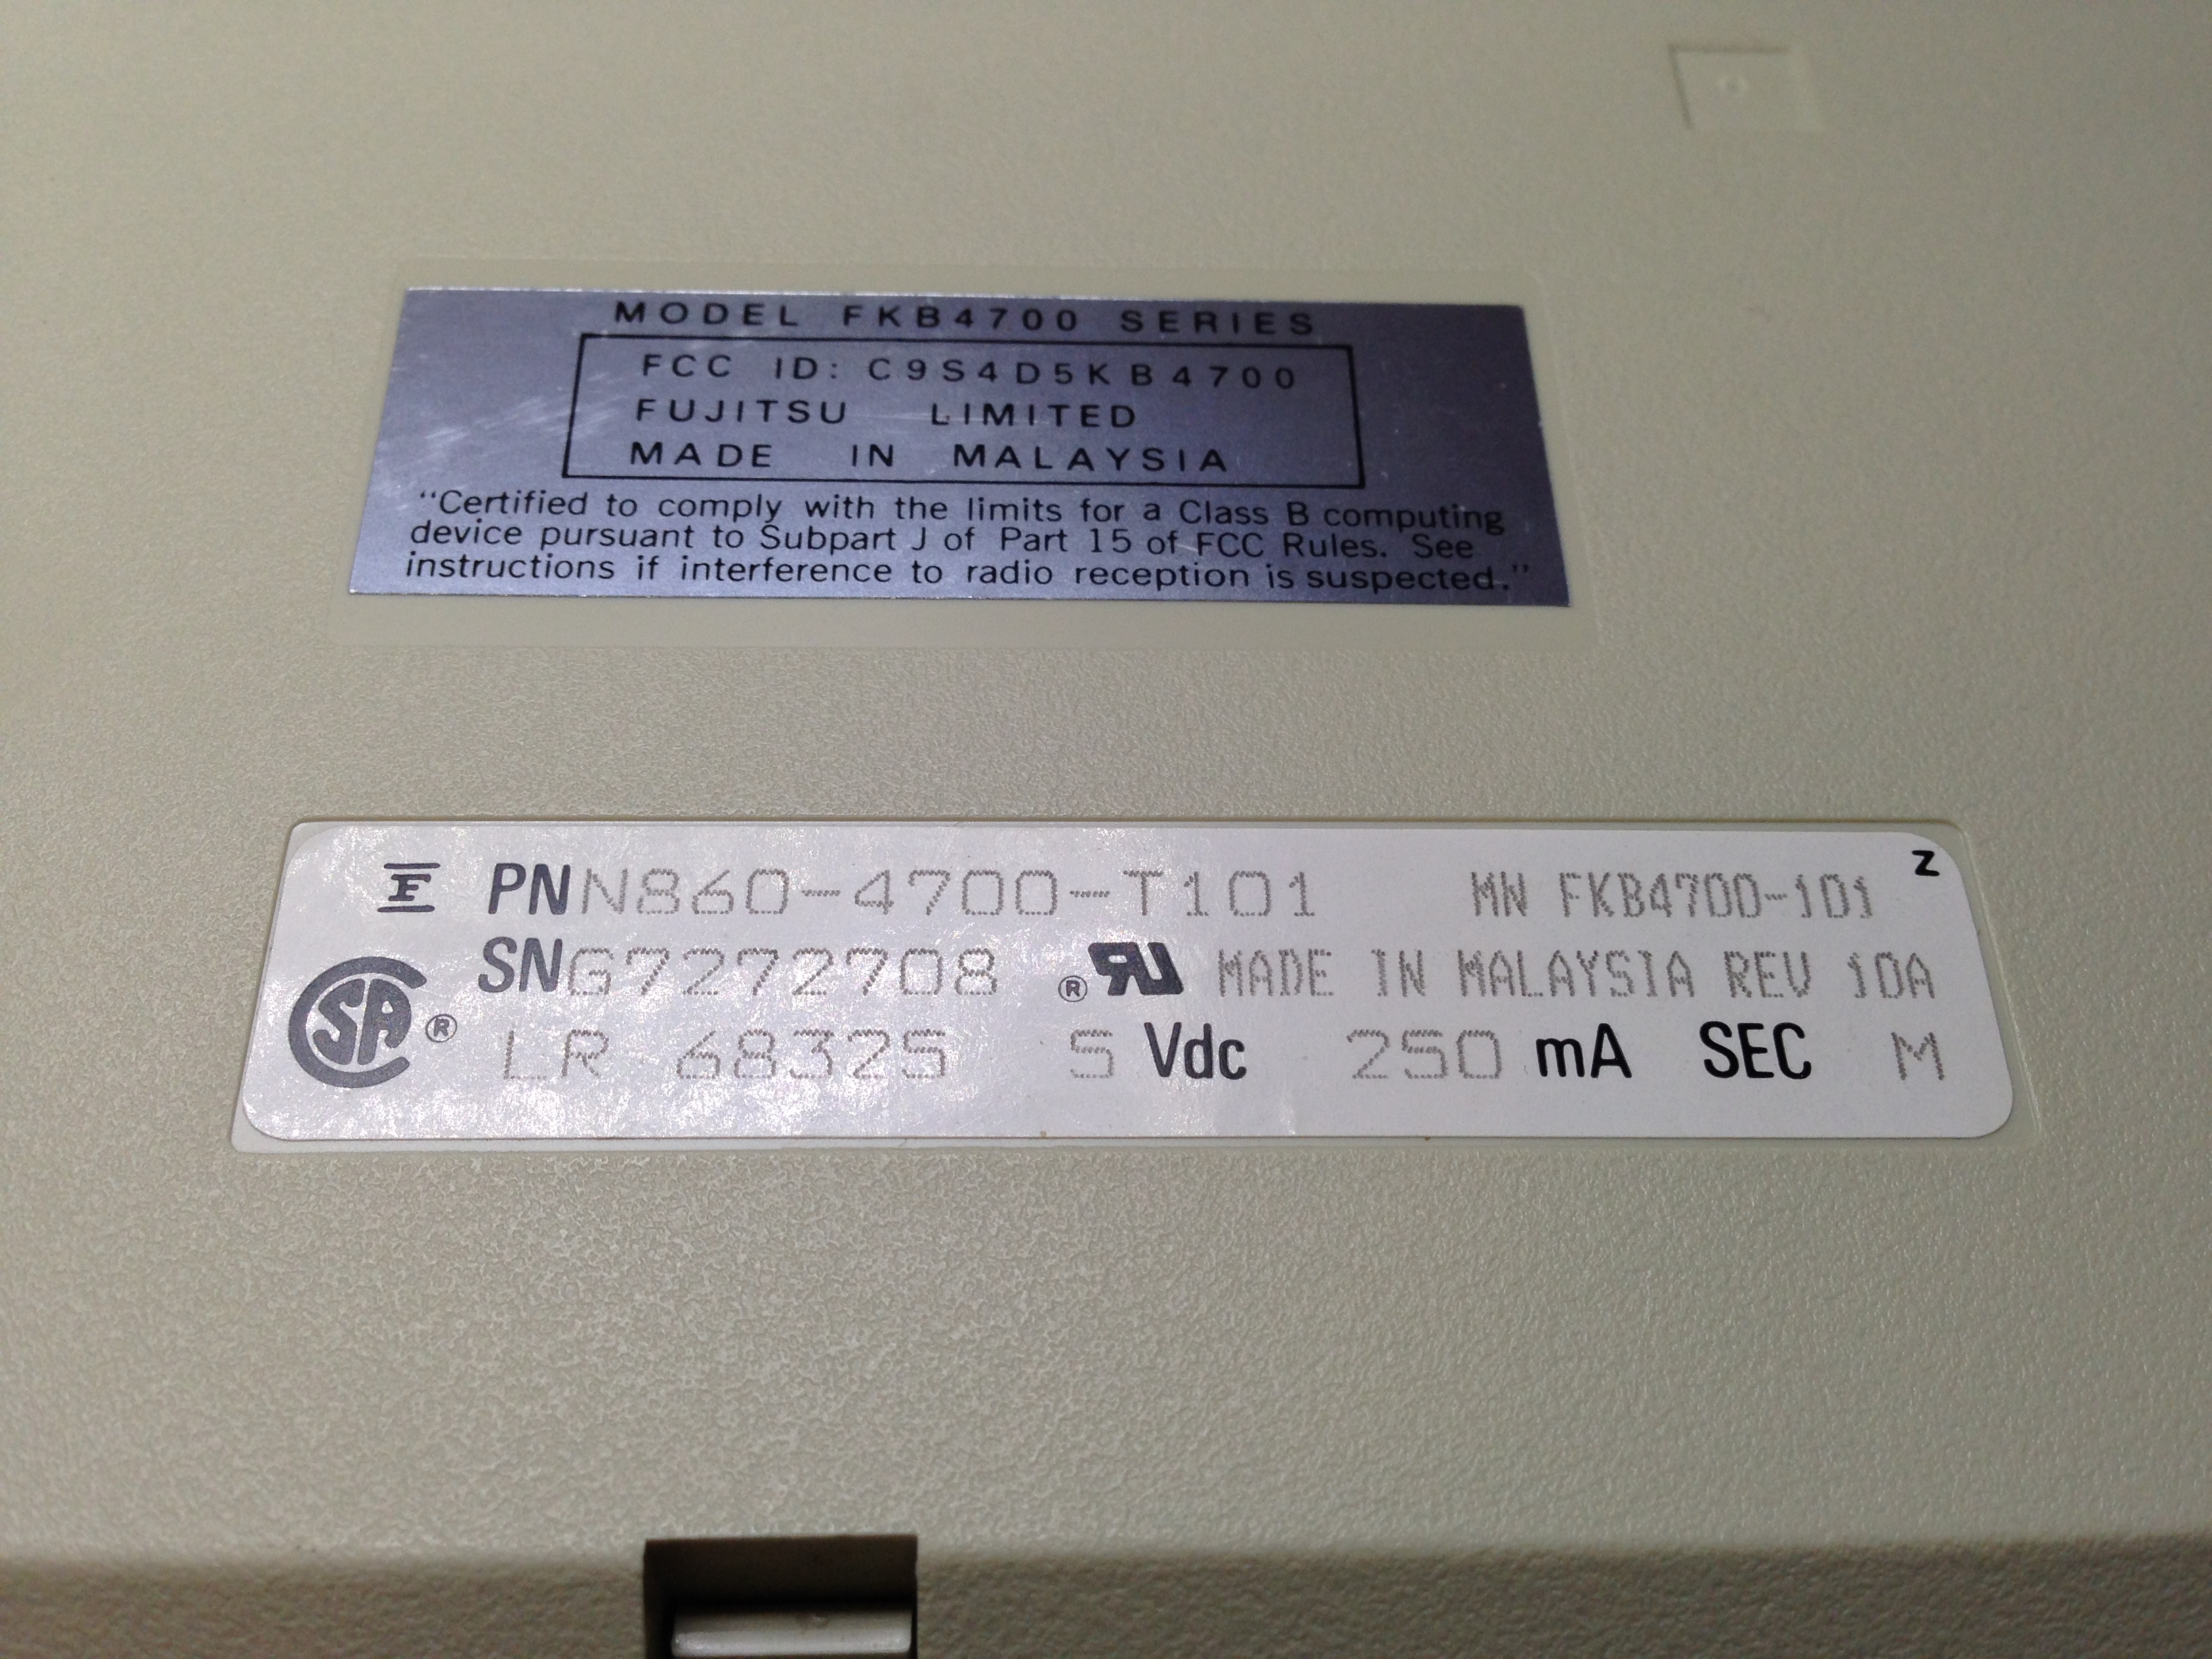 MODEL FKB4700 SERIES
FCC ID: C9S4D5KB4700
FUJITSU LIMITED
MADE IN MALAYSIA
“Certified to comply with the limits for a Class B computing
device pursuant to Subpart J of Part 15 of FCC Rules. See
instructions if interference to radio reception is suspected.”
Z
F PN N860-4700-T101 MN FKB4700-101
SN G7272708 ® RU MADE IN MALAYSIA REV 10A
SA ® LR 68325 5 Vdc 250 mA SEC M